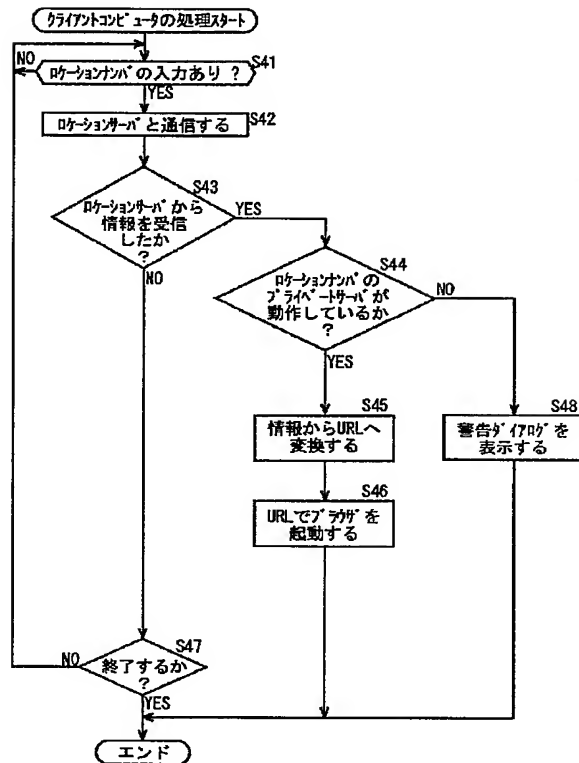 クライアントコンピュータの処理スタート
NO
S41
ロケーションナンバの入力あり ?
YES
S42
ロケーションサーバと通信する
S43
ロケーションサーバから
情報を受信
したか
?
YES
NO
S44
ロケーションナンバの
プライベートサーバが
動作しているか
?
NO
YES
S45
情報からURLへ
変換する
S48
警告ダイアログを
表示する
S46
URLでブラウザを
起動する
S47
NO
終了するか
?
YES
エンド